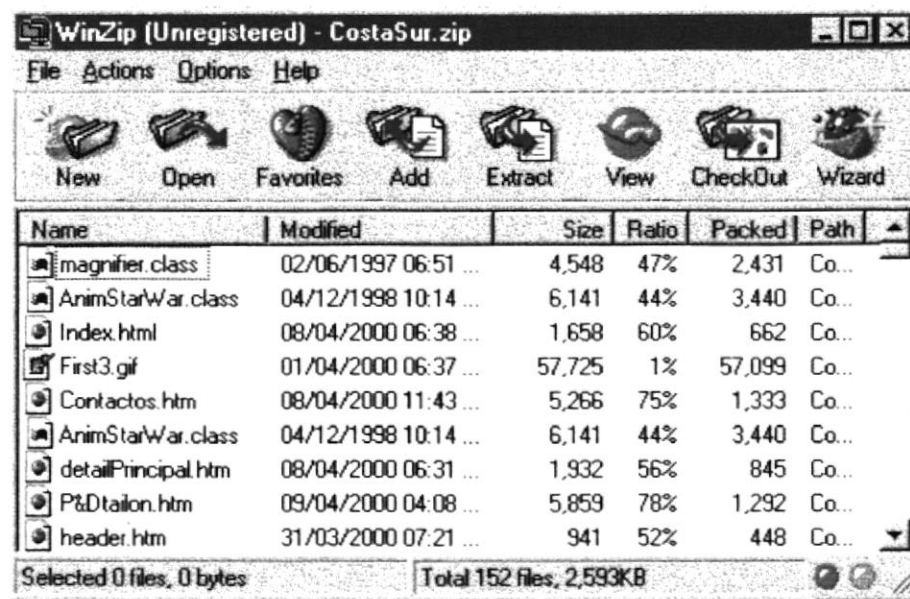 WinZip (Unregistered) - CostaSur.zip
File Actions Options Help
New Open Favorites Add Extract View CheckOut Wizard
Name Modified Size Ratio Packed Path
magnifier.class 02/06/1997 06:51 ... 4,548 47% 2,431 Co...
AnimStarWar.class 04/12/1998 10:14 ... 6,141 44% 3,440 Co...
Index.html 08/04/2000 06:38 ... 1,658 60% 662 Co...
First3.gif 01/04/2000 06:37 ... 57,725 1% 57,099 Co...
Contactos.htm 08/04/2000 11:43 ... 5,266 75% 1,333 Co...
AnimStarWar.class 04/12/1998 10:14 ... 6,141 44% 3,440 Co...
detailPrincipal.htm 08/04/2000 06:31 ... 1,932 56% 845 Co...
P&Dtailon.htm 09/04/2000 04:08 ... 5,859 78% 1,292 Co...
header.htm 31/03/2000 07:21 ... 941 52% 448 Co...
Selected 0 files, 0 bytes Total 152 files, 2,593KB